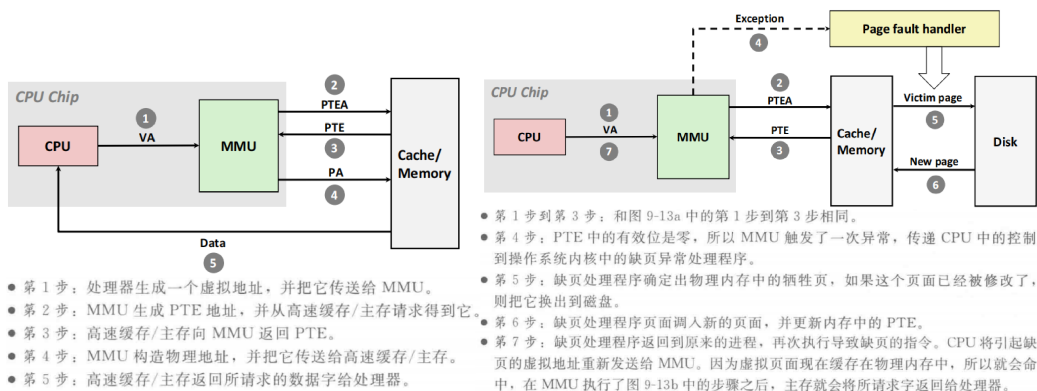 CPU Chip
CPU
1
VA
MMU
2
PTEA
PTE
3
PA
4
Cache/
Memory
Data
5
● 第 1 步:处理器生成一个虚拟地址,并把它传送给 MMU。
● 第 2 步:MMU 生成 PTE 地址,并从高速缓存/主存请求得到它。
● 第 3 步:高速缓存/主存向 MMU 返回 PTE。
● 第 4 步:MMU 构造物理地址,并把它传送给高速缓存/主存。
● 第 5 步:高速缓存/主存返回所请求的数据字给处理器。
Exception
4
Page fault handler
CPU Chip
CPU
1
VA
7
MMU
2
PTEA
PTE
3
Cache/
Memory
Victim page
5
New page
6
Disk
● 第 1 步到第 3 步:和图 9-13a 中的第 1 步到第 3 步相同。
● 第 4 步:PTE 中的有效位是零,所以 MMU 触发了一次异常,传递 CPU 中的控制
到操作系统内核中的缺页异常处理程序。
● 第 5 步:缺页处理程序确定出物理内存中的牺牲页,如果这个页面已经被修改了,
则把它换出到磁盘。
● 第 6 步:缺页处理程序页面调入新的页面,并更新内存中的 PTE。
● 第 7 步:缺页处理程序返回到原来的进程,再次执行导致缺页的指令。CPU 将引起缺
页的虚拟地址重新发送给 MMU。因为虚拟页面现在缓存在物理内存中,所以就会命
中,在 MMU 执行了图 9-13b 中的步骤之后,主存就会将所请求字返回给处理器。